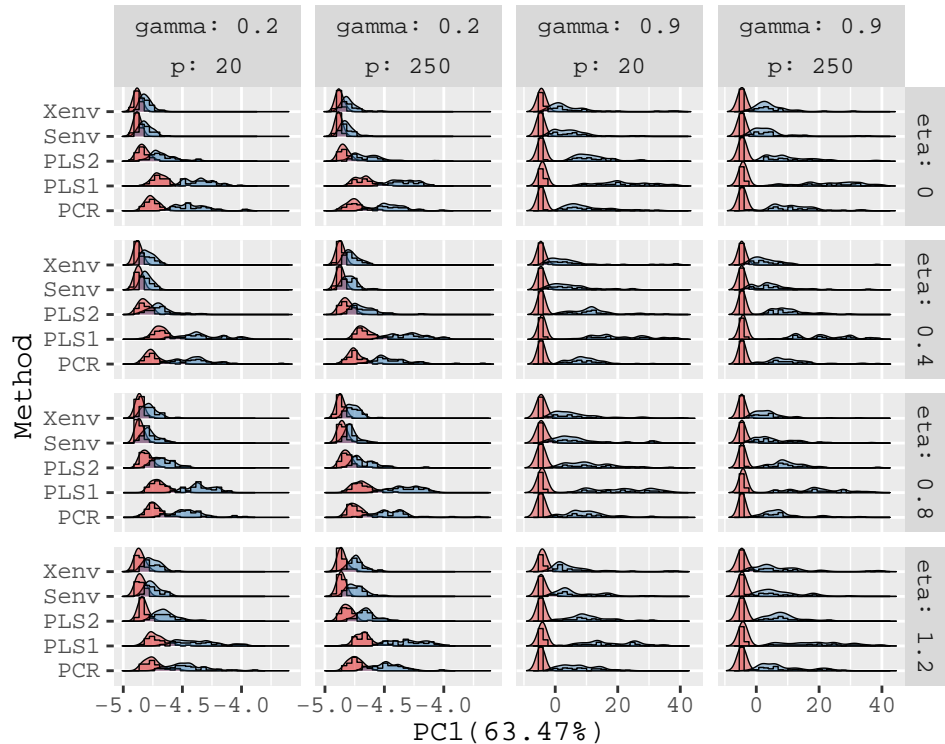 gamma: 0.2 gamma: 0.2 gamma: 0.9 gamma: 0.9
p: 20 p: 250 p: 20 p: 250
Method
Xenv
Senv
PLS2
PLS1
PCR
eta: 0
Xenv
Senv
PLS2
PLS1
PCR
eta: 0.4
Xenv
Senv
PLS2
PLS1
PCR
eta: 0.8
Xenv
Senv
PLS2
PLS1
PCR
eta: 1.2
-5.0 -4.5 -4.0 -5.0 -4.5 -4.0 0 20 40 0 20 40
PC1(63.47%)